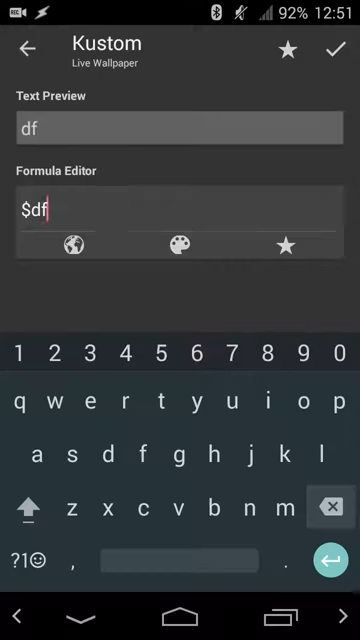 REC 92% 12:51
Kustom
Live Wallpaper
Text Preview
df
Formula Editor
$df
1 2 3 4 5 6 7 8 9 0
q w e r t y u i o p
a s d f g h j k l
z x c v b n m
?1☺ , .